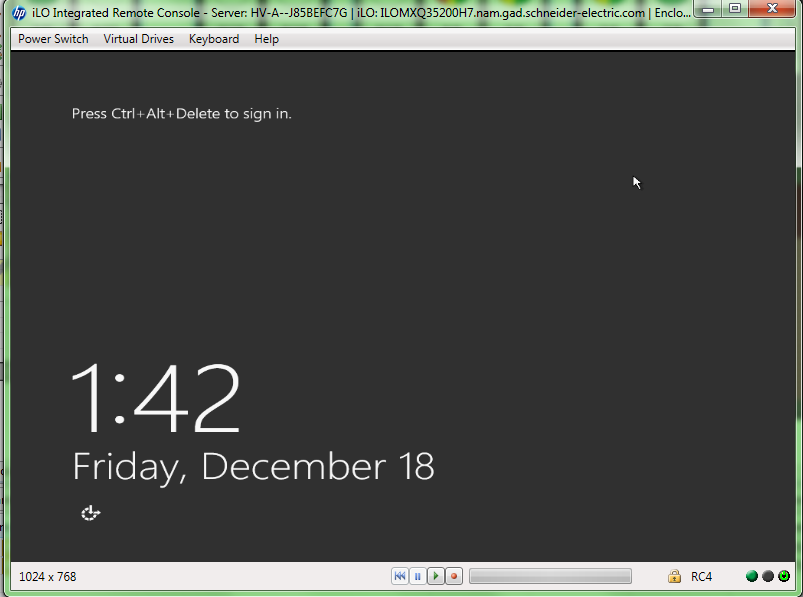 iLO Integrated Remote Console - Server: HV-A--J85BEFC7G | iLO: ILOMXQ35200H7.nam.gad.schneider-electric.com | Enclo...
Power Switch Virtual Drives Keyboard Help
Press Ctrl+Alt+Delete to sign in.
1:42
Friday, December 18
1024 x 768
RC4